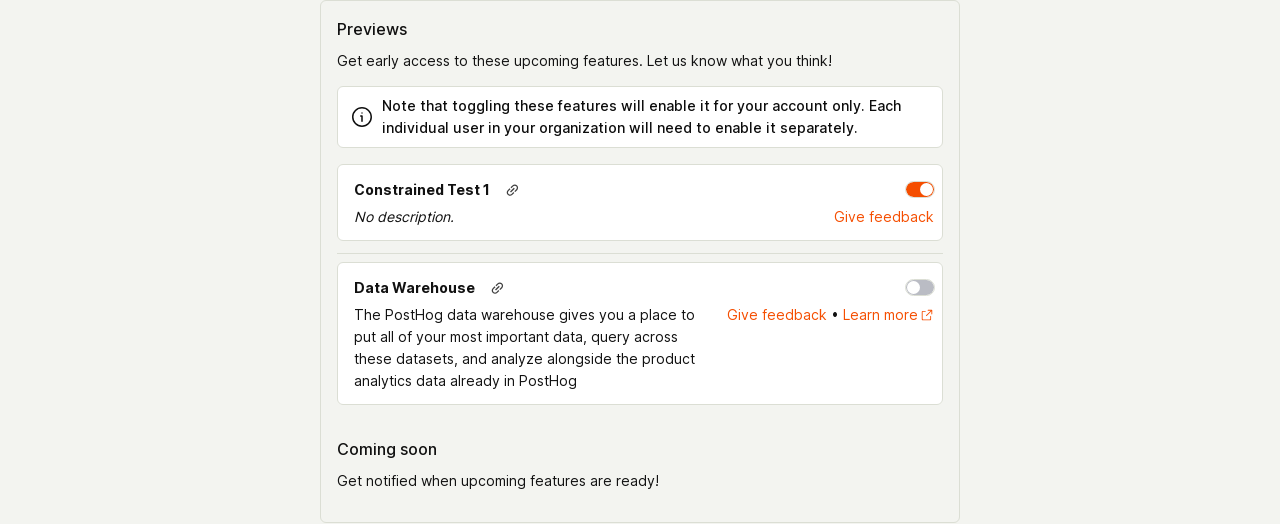 Previews
Get early access to these upcoming features. Let us know what you think!
Note that toggling these features will enable it for your account only. Each
individual user in your organization will need to enable it separately.
Constrained Test 1
No description.
Give feedback
Data Warehouse
The PostHog data warehouse gives you a place to
put all of your most important data, query across
these datasets, and analyze alongside the product
analytics data already in PostHog
Give feedback • Learn more
Coming soon
Get notified when upcoming features are ready!